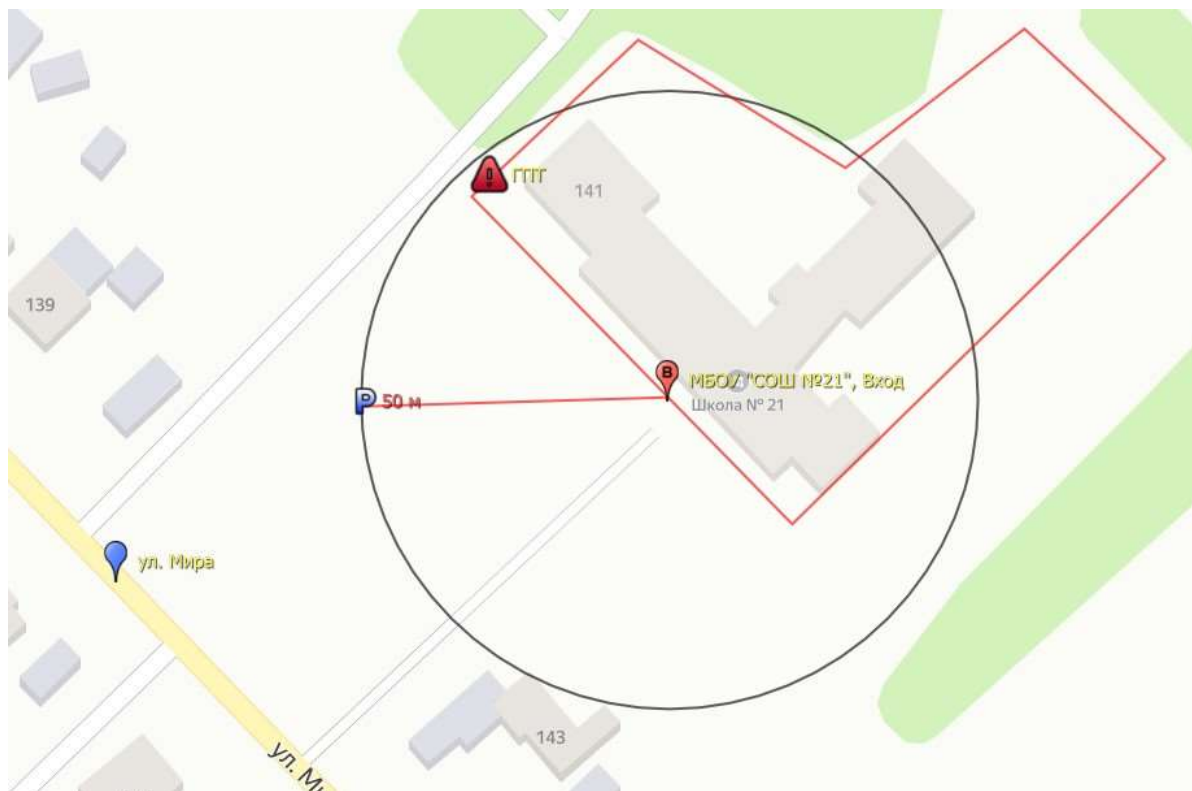 ГПТ
141
139
МБОУ "СОШ №21", Вход
Школа № 21
P 50 м
В
ул. Мира
143